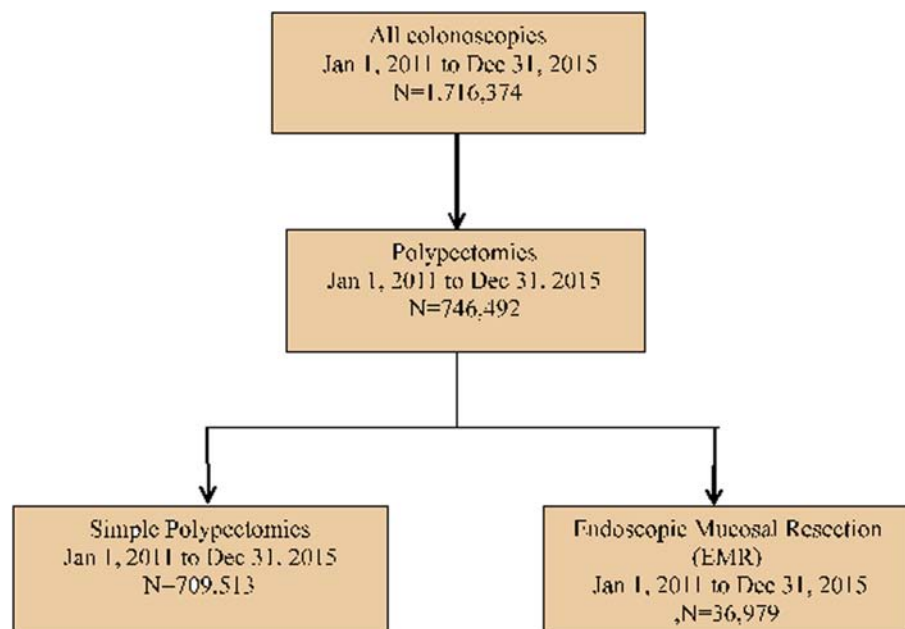 All colonoscopies
Jan 1, 2011 to Dec 31, 2015
N=1,716,374
Polypectomies
Jan 1, 2011 to Dec 31. 2015
N=746,492
Simple Polypectomies
Jan 1, 2011 to Dec 31. 2015
N=709,513
Endoscopic Mucosal Resection
(EMR)
Jan 1, 2011 to Dec 31, 2015
,N=36,979